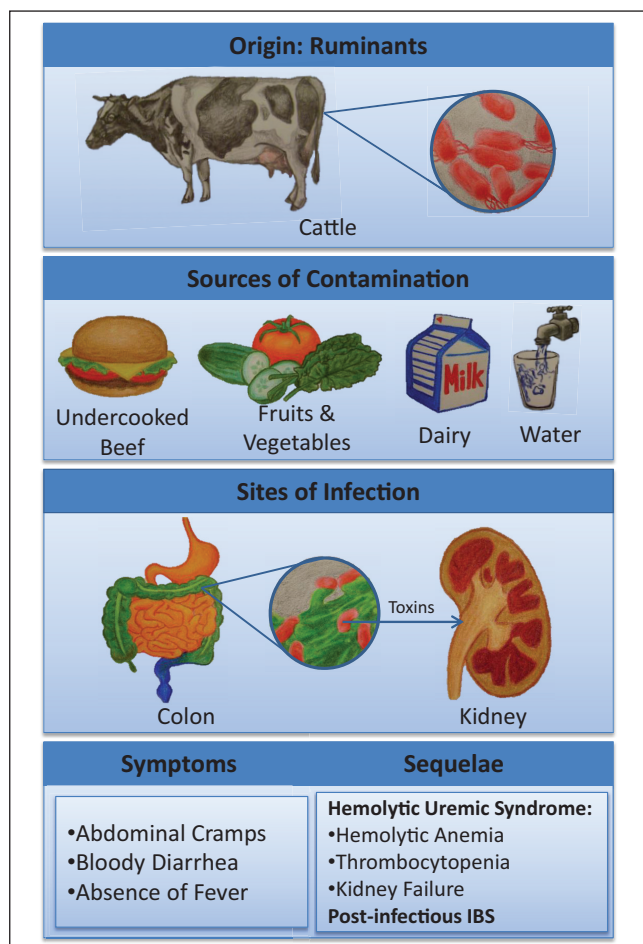 Origin: Ruminants
Cattle
Sources of Contamination
Milk
Undercooked
Beef
Fruits &
Vegetables
Dairy
Water
Sites of Infection
Toxins
Colon
Kidney
Symptoms
•Abdominal Cramps
•Bloody Diarrhea
•Absence of Fever
Sequelae
Hemolytic Uremic Syndrome:
•Hemolytic Anemia
•Thrombocytopenia
•Kidney Failure
Post-infectious IBS